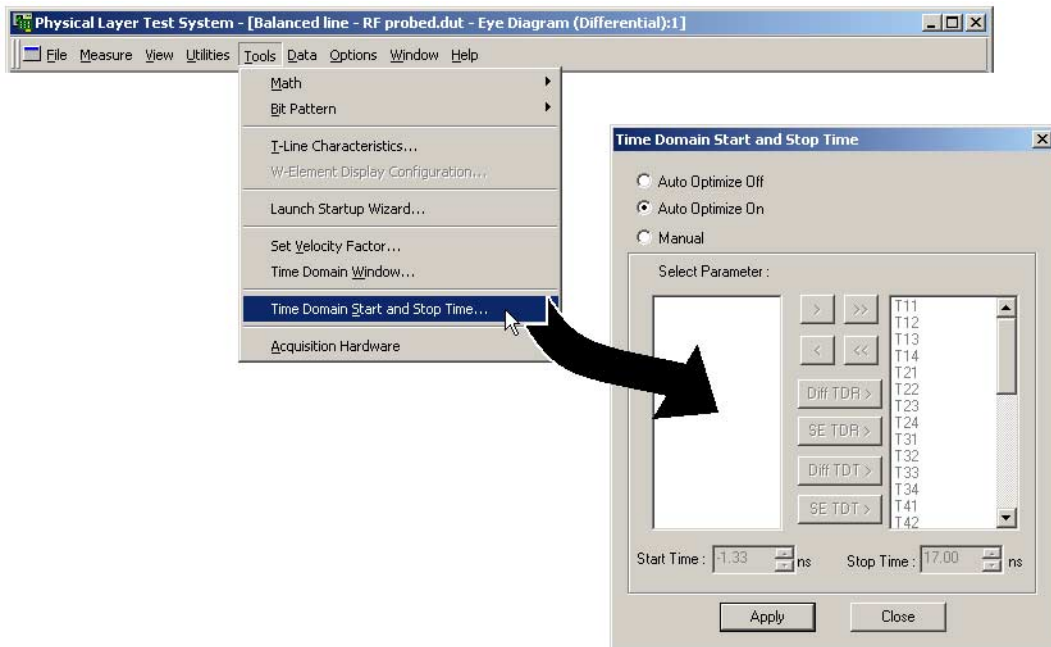 Physical Layer Test System - [Balanced line - RF probed.dut - Eye Diagram (Differential):1]
File Measure View Utilities Tools Data Options Window Help
Math
Bit Pattern
T-Line Characteristics...
W-Element Display Configuration...
Launch Startup Wizard...
Set Velocity Factor...
Time Domain Window...
Time Domain Start and Stop Time...
Acquisition Hardware
Time Domain Start and Stop Time
Auto Optimize Off
Auto Optimize On
Manual
Select Parameter :
> >>
< <<
Diff TDR >
SE TDR >
Diff TDT >
SE TDT >
T11
T12
T13
T14
T21
T22
T23
T24
T31
T32
T33
T34
T41
T42
Start Time : -1.33 ns Stop Time : 17.00 ns
Apply Close